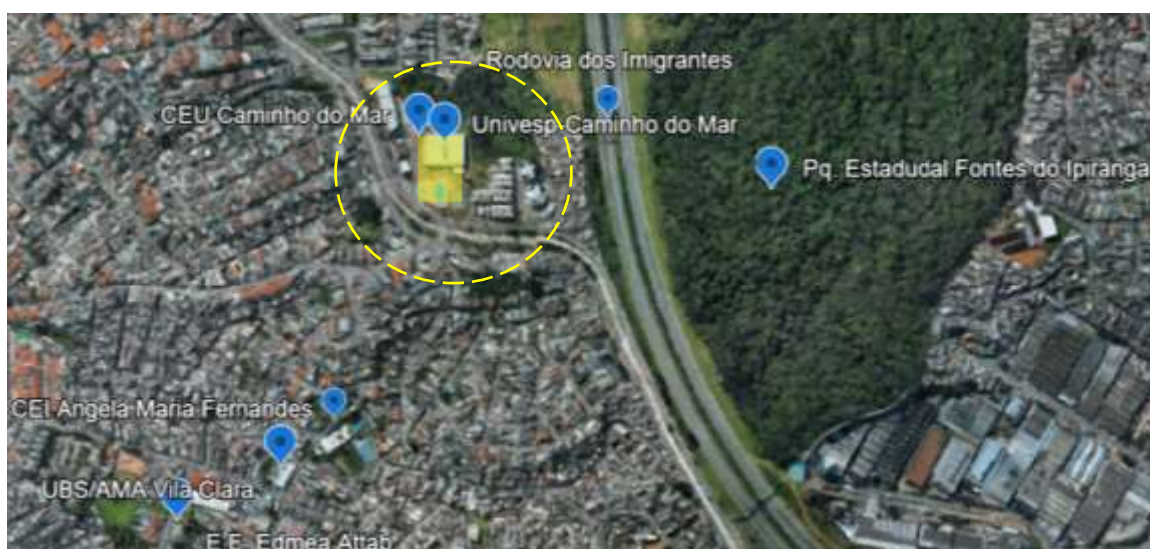 Rodovia dos Imigrantes
CEU Caminho do Mar
Univesp Caminho do Mar
Pq. Estadudal Fontes do Ipiranga
CEI Angela Maria Fernandes
UBS/AMA Vila Clara
E.E. Edmea Attab